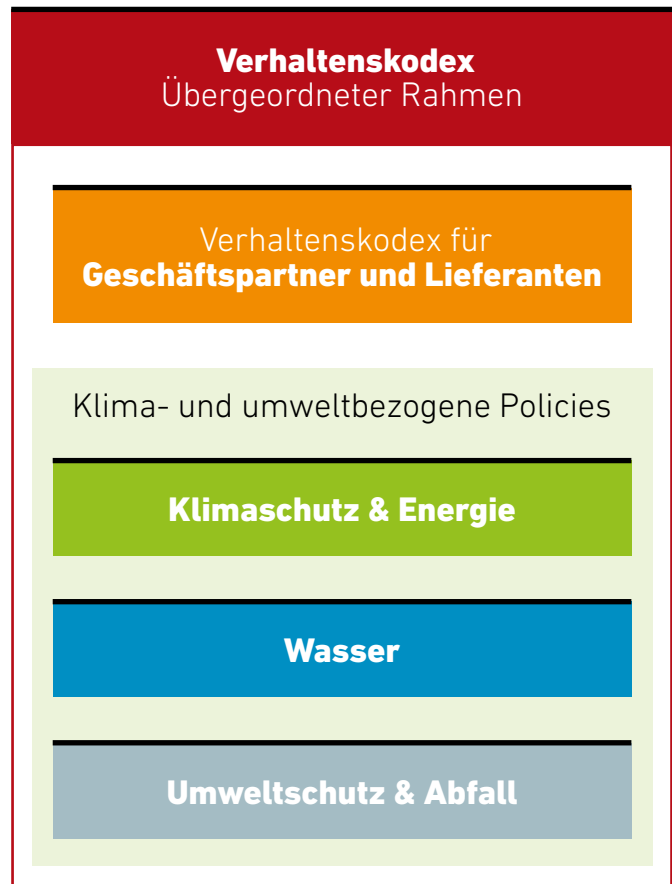 Verhaltenskodex
Übergeordneter Rahmen
Verhaltenskodex für
Geschäftspartner und Lieferanten
Klima- und umweltbezogene Policies
Klimaschutz & Energie
Wasser
Umweltschutz & Abfall